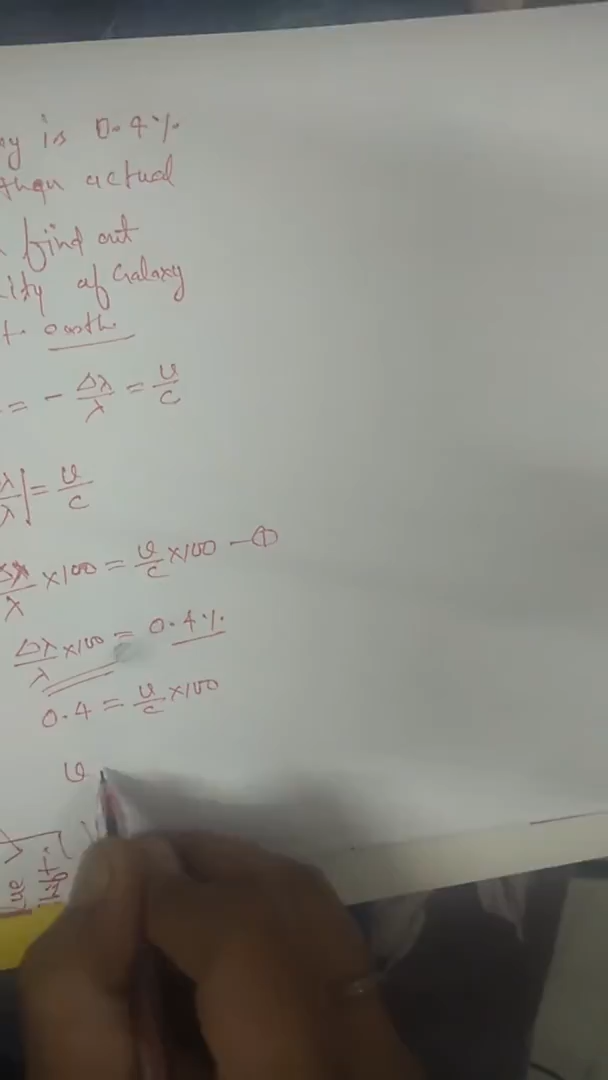 is 0.4%
than actual
find out
of Galaxy
earth
= - Δλ/λ = v/c
λ/λ| = v/c
Δλ/λ × 100 = v/c × 100 — ①
Δλ/λ × 100 = 0.4%
0.4 = v/c × 100
v